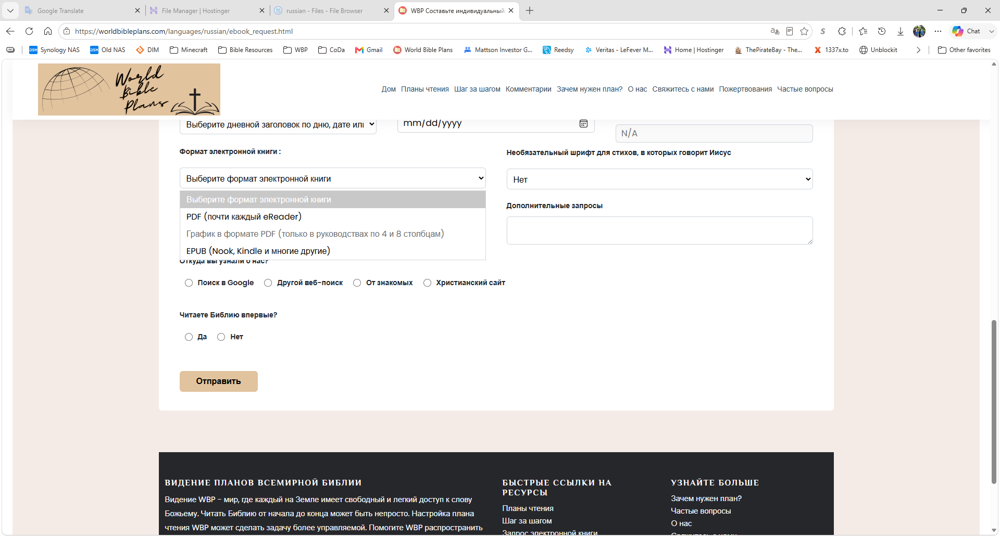 Google Translate
File Manager | Hostinger
russian - Files - File Browser
WBP Составьте индивидуальный
https://worldbibleplans.com/languages/russian/ebook_request.html
Chat
Synology NAS
Old NAS
DIM
Minecraft
Bible Resources
WBP
CoDa
Gmail
World Bible Plans
Mattson Investor G...
Reedsy
Veritas - LeFever M...
Home | Hostinger
ThePirateBay - The...
1337x.to
Unblockit
Other favorites
World
Bible
Plans
Дом Планы чтения Шаг за шагом Комментарии Зачем нужен план? О нас Свяжитесь с нами Пожертвования Частые вопросы
Выберите дневной заголовок по дню, дате или
mm/dd/yyyy
N/A
Формат электронной книги :
Необязательный шрифт для стихов, в которых говорит Иисус
Выберите формат электронной книги
Нет
Выберите формат электронной книги
PDF (почти каждый eReader)
График в формате PDF (только в руководствах по 4 и 8 столбцам)
EPUB (Nook, Kindle и многие другие)
Дополнительные запросы
Откуда вы узнали о нас?
Поиск в Google
Другой веб-поиск
От знакомых
Христианский сайт
Читаете Библию впервые?
Да
Нет
Отправить
ВИДЕНИЕ ПЛАНОВ ВСЕМИРНОЙ БИБЛИИ
Видение WBP - мир, где каждый на Земле имеет свободный и легкий доступ к слову
Божьему. Читать Библию от начала до конца может быть непросто. Настройка плана
чтения WBP может сделать задачу более управляемой. Помогите WBP распространить
БЫСТРЫЕ ССЫЛКИ НА
РЕСУРСЫ
Планы чтения
Шаг за шагом
Запрос электронной книги
УЗНАЙТЕ БОЛЬШЕ
Зачем нужен план?
Частые вопросы
О нас
Свяжитесь с нами